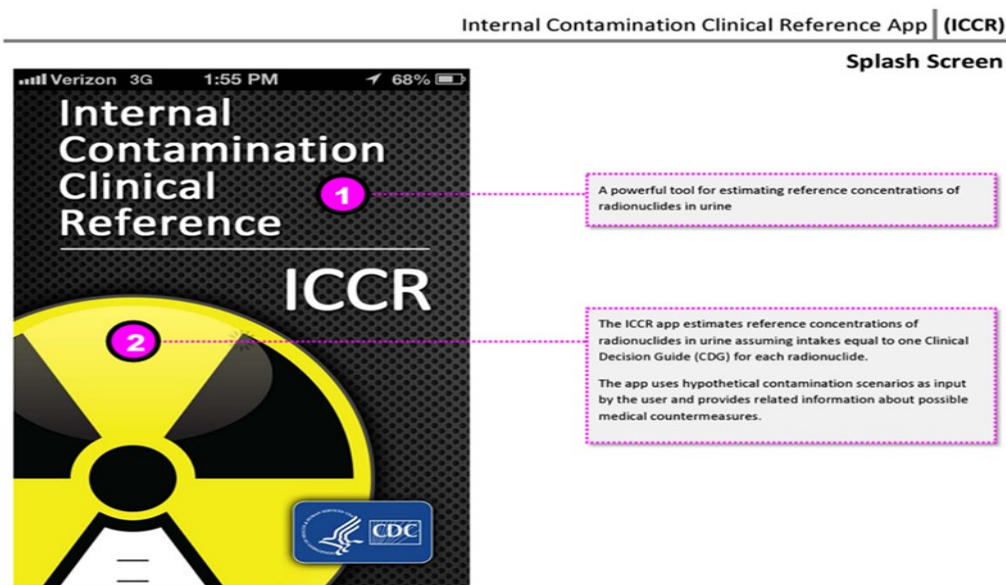 Internal Contamination Clinical Reference App (ICCR)
Splash Screen
Verizon 3G 1:55 PM 68%
Internal
Contamination
Clinical
Reference
ICCR
1
2
CDC
A powerful tool for estimating reference concentrations of
radionuclides in urine
The ICCR app estimates reference concentrations of
radionuclides in urine assuming intakes equal to one Clinical
Decision Guide (CDG) for each radionuclide.
The app uses hypothetical contamination scenarios as input
by the user and provides related information about possible
medical countermeasures.